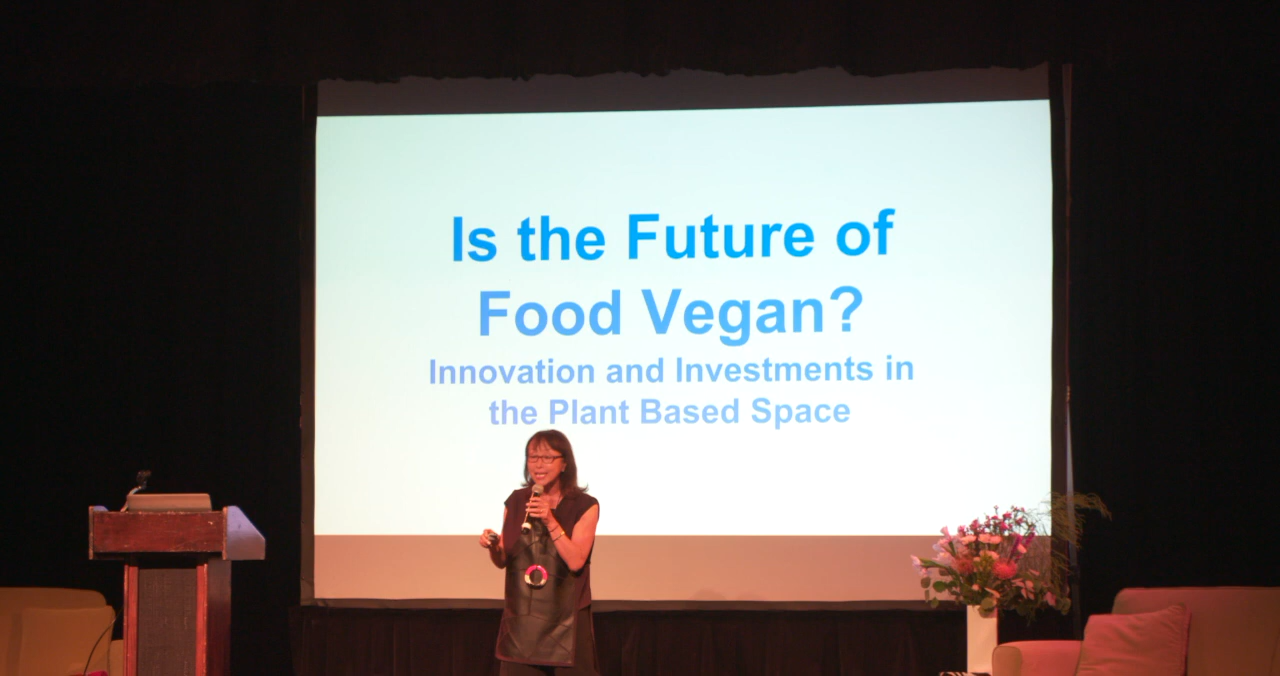 Is the Future of
Food Vegan?
Innovation and Investments in
the Plant Based Space